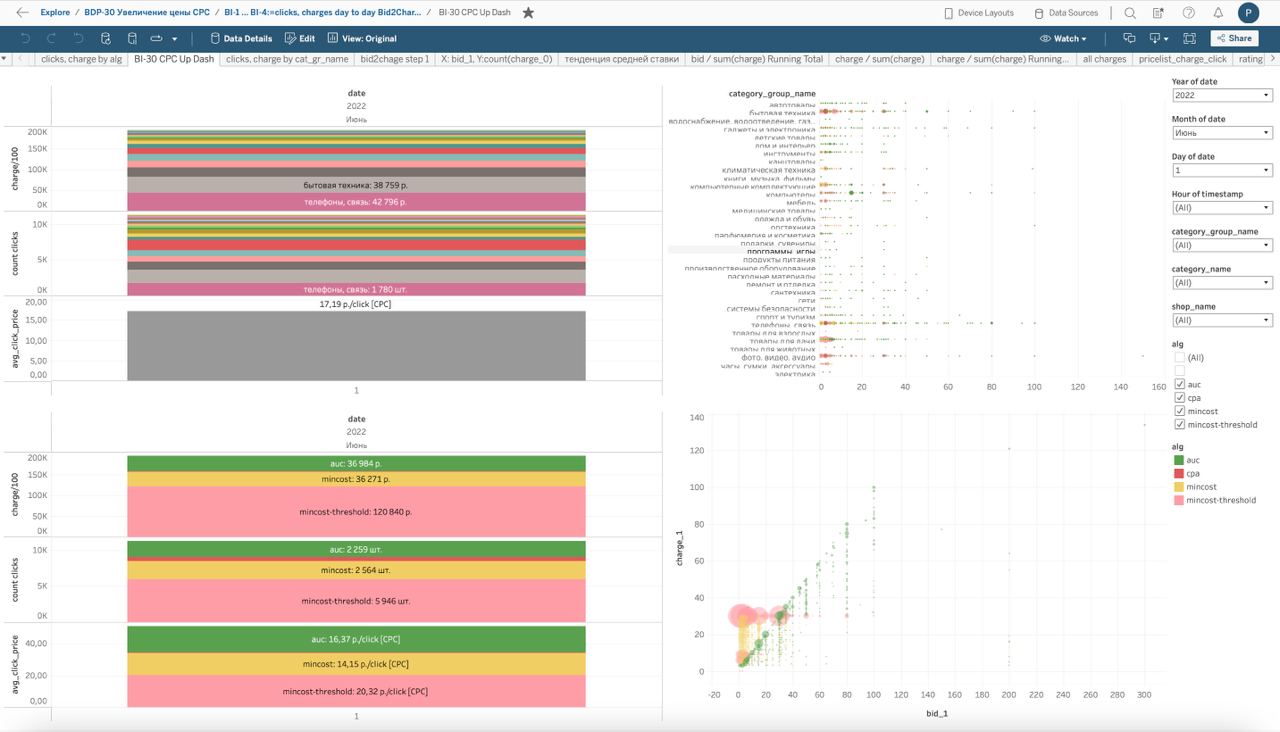 Explore / BDP-30 Увеличение цены CPC / BI-1 ... BI-4:=clicks, charges day to day Bid2Char... / BI-30 CPC Up Dash
Device Layouts
Data Sources
P
Data Details
Edit
View: Original
Watch
Share
clicks, charge by alg
BI-30 CPC Up Dash
clicks, charge by cat_gr_name
bid2chage step 1
X: bid_1, Y:count(charge_0)
тенденция средней ставки
bid / sum(charge) Running Total
charge / sum(charge)
charge / sum(charge) Running...
all charges
pricelist_charge_click
rating
date
2022
Июнь
charge/100
200K
150K
100K
50K
0K
бытовая техника: 38 759 р.
телефоны, связь: 42 796 р.
count clicks
10K
5K
0K
телефоны, связь: 1 780 шт.
avg_click_price
20,00
15,00
10,00
5,00
0,00
17,19 р./click [CPC]
1
category_group_name
автотовары
бытовая техника
водоснабжение, водоотведение, газ...
гаджеты и электроника
детские товары
дом и интерьер
инструменты
канцтовары
климатическая техника
книги, музыка, фильмы
компьютерные комплектующие
компьютеры
мебель
медицинские товары
одежда и обувь
оргтехника
парфюмерия и косметика
подарки, сувениры
программы, игры
продукты питания
производственное оборудование
расходные материалы
ремонт и отделка
сантехника
сети
системы безопасности
спорт и туризм
телефоны, связь
товары для взрослых
товары для дачи
товары для животных
фото, видео, аудио
часы, сумки, аксессуары
электрика
0 20 40 60 80 100 120 140 160
Year of date
2022
Month of date
Июнь
Day of date
1
Hour of timestamp
(All)
category_group_name
(All)
category_name
(All)
shop_name
(All)
alg
(All)
auc
cpa
mincost
mincost-threshold
alg
auc
cpa
mincost
mincost-threshold
date
2022
Июнь
charge/100
200K
150K
100K
50K
0K
auc: 36 984 р.
mincost: 36 271 р.
mincost-threshold: 120 840 р.
count clicks
10K
5K
0K
auc: 2 259 шт.
mincost: 2 564 шт.
mincost-threshold: 5 946 шт.
avg_click_price
40,00
20,00
0,00
auc: 16,37 р./click [CPC]
mincost: 14,15 р./click [CPC]
mincost-threshold: 20,32 р./click [CPC]
1
charge_1
140
120
100
80
60
40
20
0
-20 0 20 40 60 80 100 120 140 160 180 200 220 240 260 280 300
bid_1